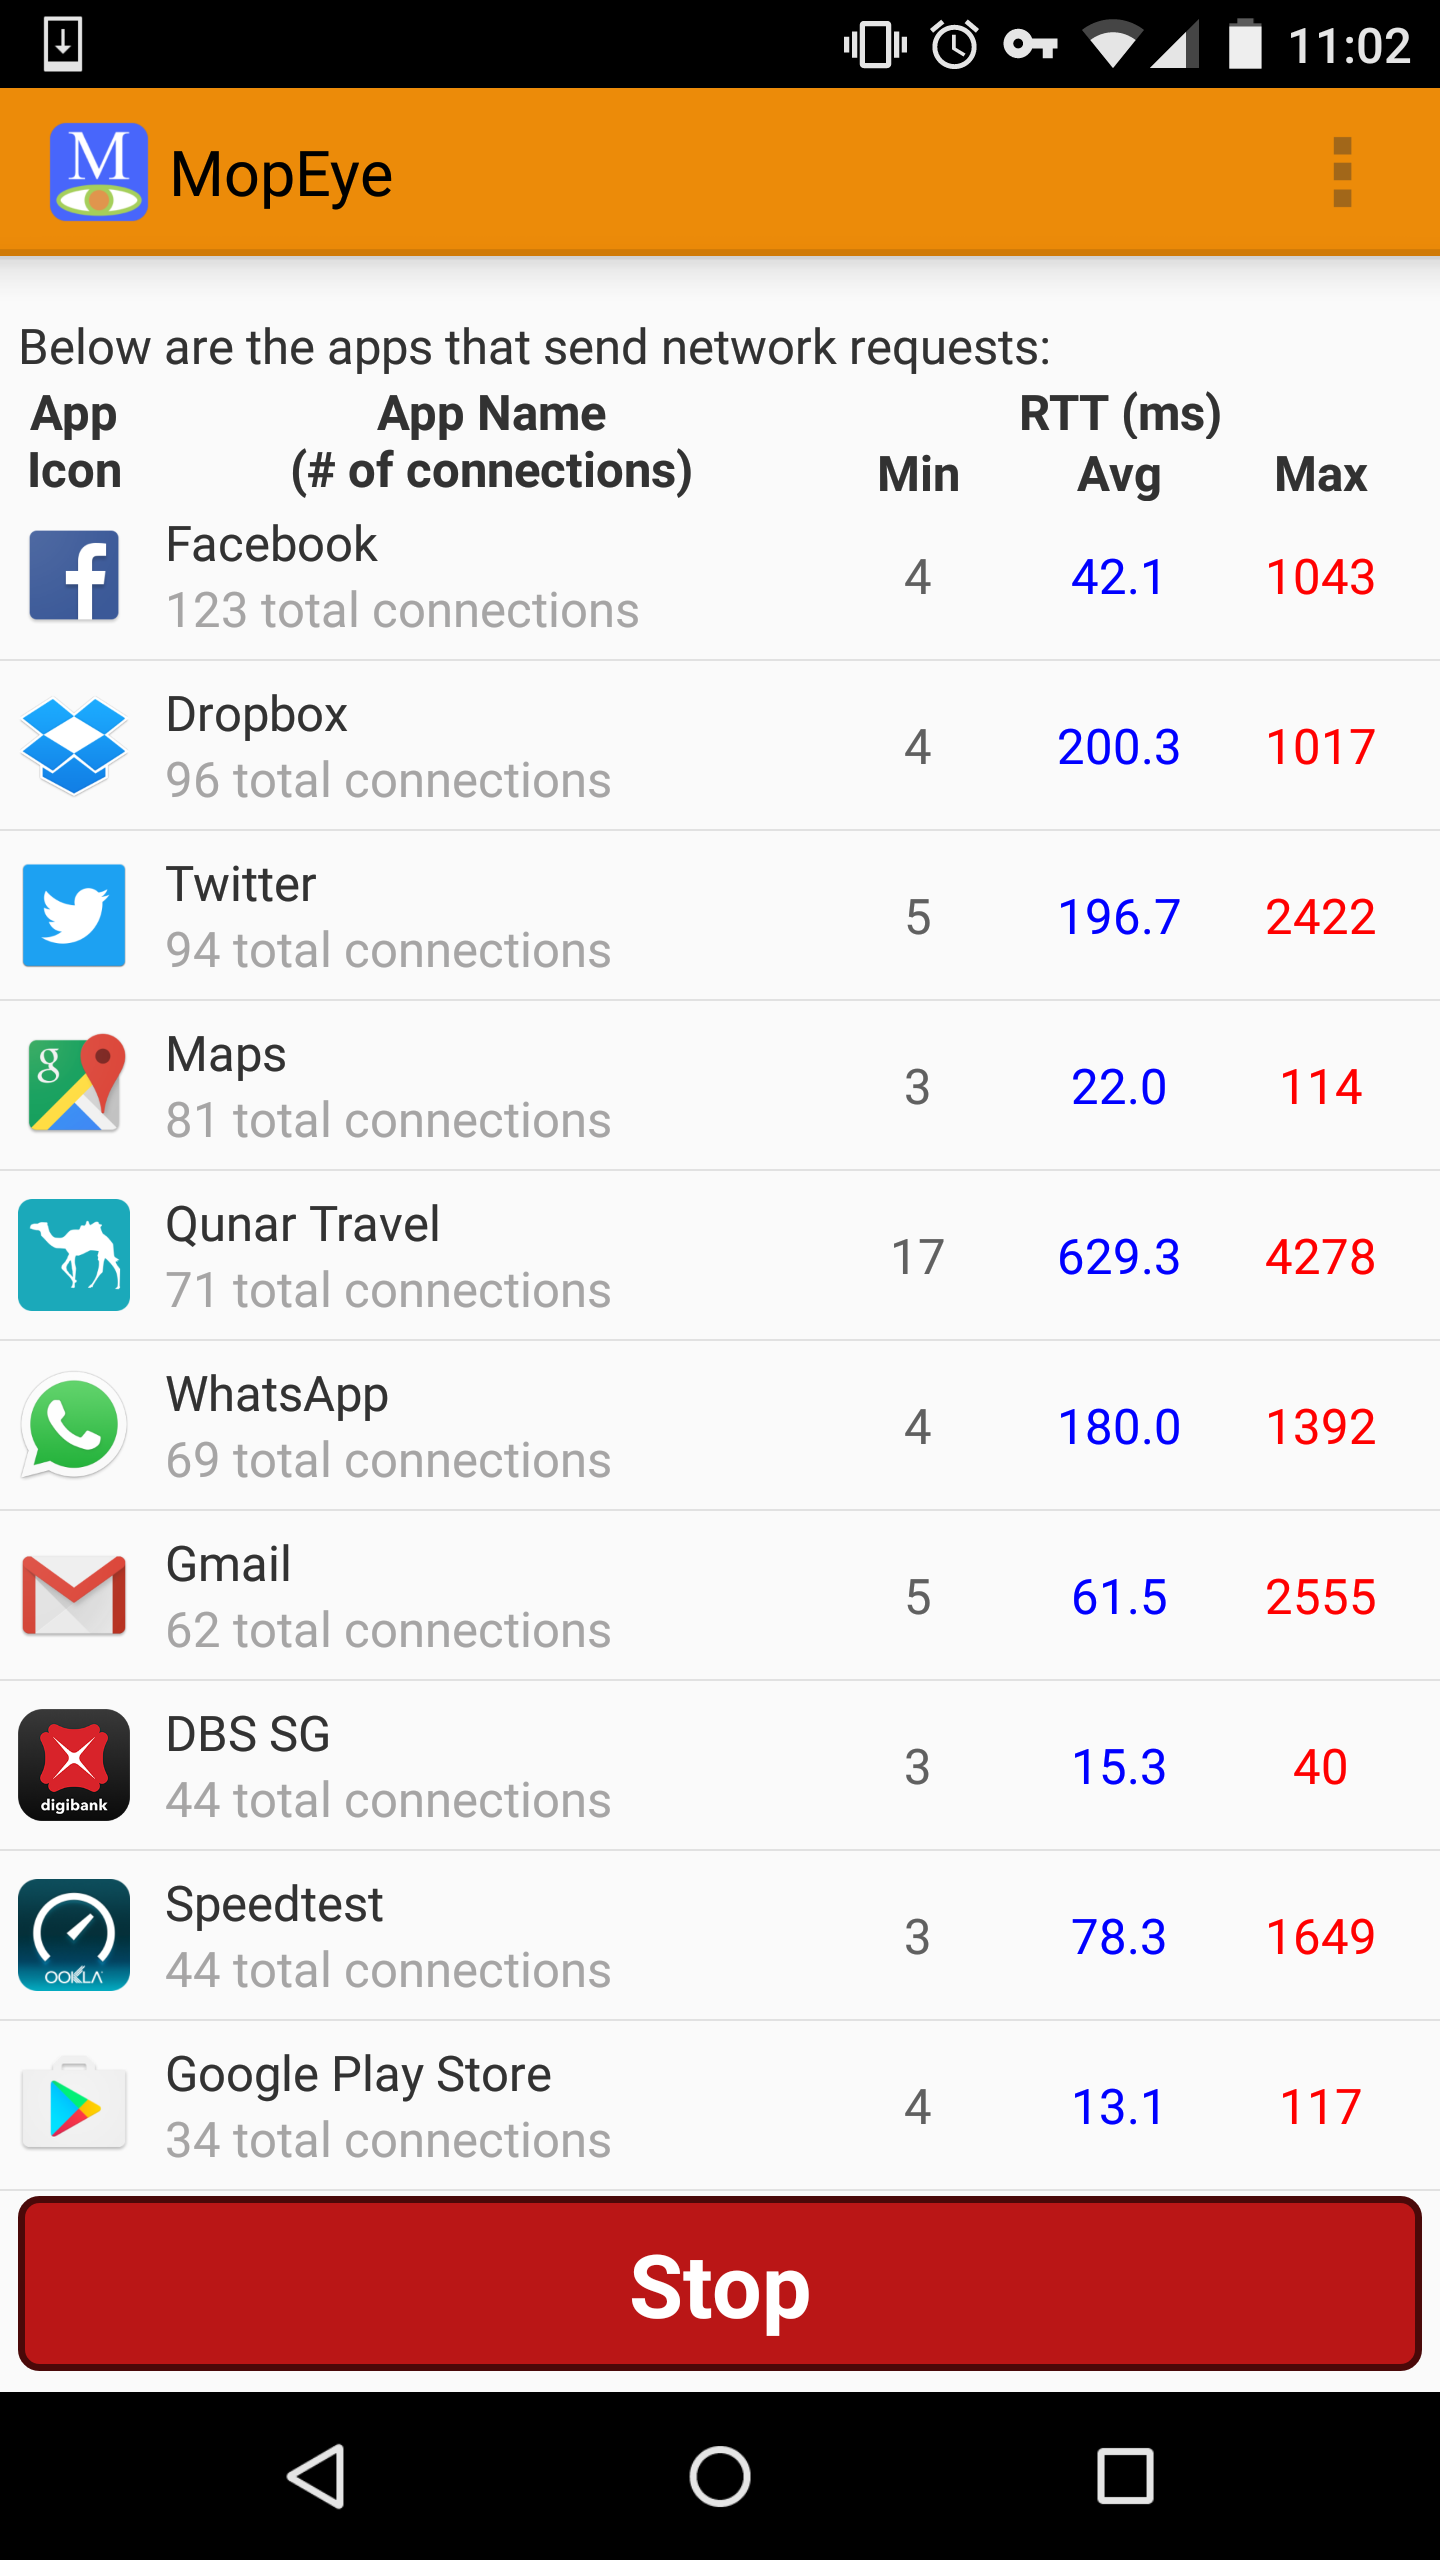 11:02
M
MopEye
Below are the apps that send network requests:
App Icon
App Name
(# of connections)
RTT (ms)
Min Avg Max
Facebook
123 total connections
4 42.1 1043
Dropbox
96 total connections
4 200.3 1017
Twitter
94 total connections
5 196.7 2422
g
Maps
81 total connections
3 22.0 114
Qunar Travel
71 total connections
17 629.3 4278
WhatsApp
69 total connections
4 180.0 1392
Gmail
62 total connections
5 61.5 2555
digibank
DBS SG
44 total connections
3 15.3 40
OOKLA
Speedtest
44 total connections
3 78.3 1649
Google Play Store
34 total connections
4 13.1 117
Stop